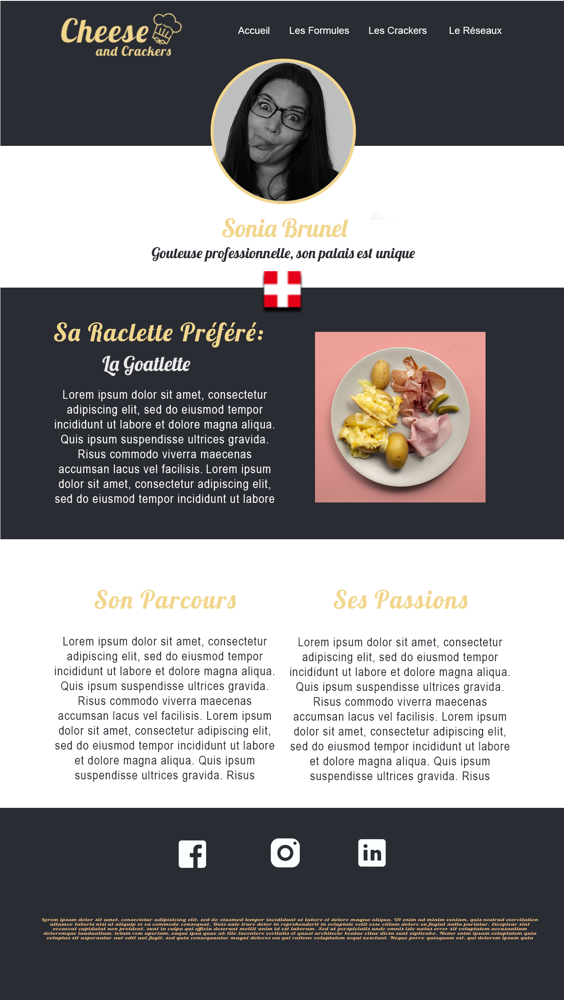 Cheese
and Crackers
Accueil Les Formules Les Crackers Le Réseaux
Sonia Brunel
Gouteuse professionnelle, son palais est unique
Sa Raclette Préféré:
La Goatlette
Lorem ipsum dolor sit amet, consectetur
adipiscing elit, sed do eiusmod tempor
incididunt ut labore et dolore magna aliqua.
Quis ipsum suspendisse ultrices gravida.
Risus commodo viverra maecenas
accumsan lacus vel facilisis. Lorem ipsum
dolor sit amet, consectetur adipiscing elit,
sed do eiusmod tempor incididunt ut labore
Son Parcours
Lorem ipsum dolor sit amet, consectetur
adipiscing elit, sed do eiusmod tempor
incididunt ut labore et dolore magna aliqua.
Quis ipsum suspendisse ultrices gravida.
Risus commodo viverra maecenas
accumsan lacus vel facilisis. Lorem ipsum
dolor sit amet, consectetur adipiscing elit,
sed do eiusmod tempor incididunt ut labore
et dolore magna aliqua. Quis ipsum
suspendisse ultrices gravida. Risus
Ses Passions
Lorem ipsum dolor sit amet, consectetur
adipiscing elit, sed do eiusmod tempor
incididunt ut labore et dolore magna aliqua.
Quis ipsum suspendisse ultrices gravida.
Risus commodo viverra maecenas
accumsan lacus vel facilisis. Lorem ipsum
dolor sit amet, consectetur adipiscing elit,
sed do eiusmod tempor incididunt ut labore
et dolore magna aliqua. Quis ipsum
suspendisse ultrices gravida. Risus
f in
Lorem ipsum dolor sit amet, consectetur adipisicing elit, sed do eiusmod tempor incididunt ut labore et dolore magna aliqua. Ut enim ad minim veniam, quis nostrud exercitation
ullamco laboris nisi ut aliquip ex ea commodo consequat. Duis aute irure dolor in reprehenderit in voluptate velit esse cillum dolore eu fugiat nulla pariatur. Excepteur sint
occaecat cupidatat non proident, sunt in culpa qui officia deserunt mollit anim id est laborum. Sed ut perspiciatis unde omnis iste natus error sit voluptatem accusantium
doloremque laudantium, totam rem aperiam, eaque ipsa quae ab illo inventore veritatis et quasi architecto beatae vitae dicta sunt explicabo. Nemo enim ipsam voluptatem quia
voluptas sit aspernatur aut odit aut fugit, sed quia consequuntur magni dolores eos qui ratione voluptatem sequi nesciunt. Neque porro quisquam est, qui dolorem ipsum quia